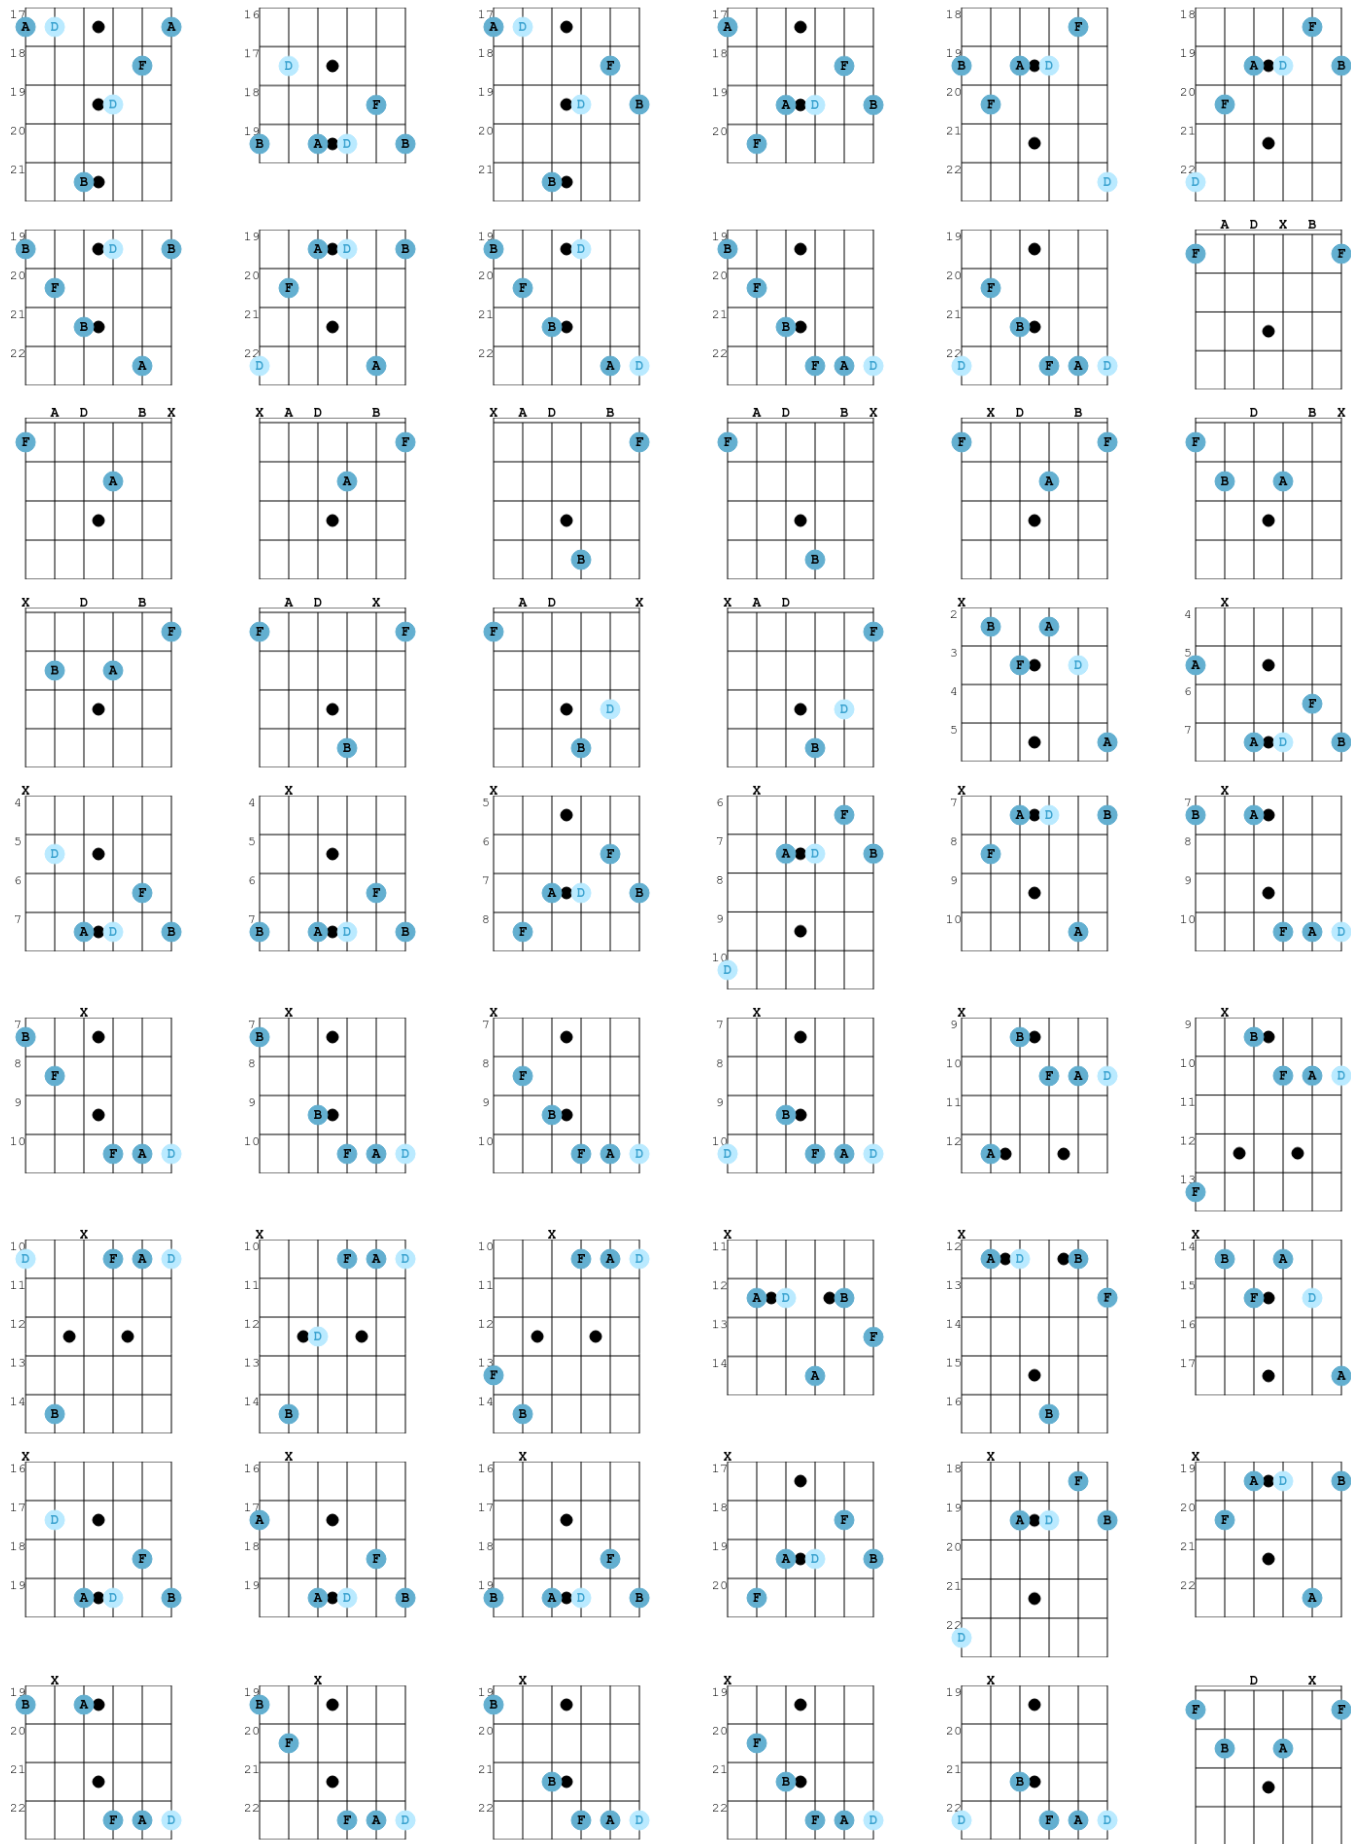 17
A D A
18
F
19
D
20
21
B
16
17
D
18
F
19
B A D B
17
A D
18
F
19
D B
20
21
B
17
A
18
F
19
A D B
20
F
18
F
19
B A D
20
F
21
22
D
18
F
19
A D B
20
F
21
22
D
19
B D B
20
F
21
B
22
A
19
A D B
20
F
21
22
D A
19
B D
20
F
21
B
22
A D
19
B
20
F
21
B
22
F A D
19
20
F
21
B
22
D F A D
A D X B
F F
A D B X
F
A
X A D B
F
A
X A D B
F
B
A D B X
F
B
X D B
F F
A
D B X
F
B A
X D B
F
B A
A D X
F F
B
A D X
F
D
B
X A D
F
D
B
X
2
B A
3
F D
4
5
A
X
4
5
A
6
F
7
A D B
X
4
5
D
6
F
7
A D B
X
4
5
6
F
7
B A D B
X
5
6
F
7
A D B
8
F
X
6
F
7
A D B
8
9
10
D
X
7
A D B
8
F
9
10
A
X
7
B A
8
9
10
F A D
X
7
B
8
F
9
10
F A D
X
7
B
8
9
B
10
F A D
X
7
8
F
9
B
10
F A D
X
7
8
9
B
10
D F A D
X
9
B
10
F A D
11
12
A
X
9
B
10
F A D
11
12
13
F
X
10
D F A D
11
12
13
14
B
X
10
F A D
11
12
D
13
14
B
X
10
F A D
11
12
13
F
14
B
X
11
12
A D B
13
F
14
A
X
12
A D B
13
F
14
15
16
B
X
14
B A
15
F D
16
17
A
X
16
17
D
18
F
19
A D B
X
16
17
A
18
F
19
A D B
X
16
17
18
F
19
B A D B
X
17
18
F
19
A D B
20
F
X
18
F
19
A D B
20
21
22
D
X
19
A D B
20
F
21
22
A
X
19
B A
20
21
22
F A D
X
19
B
20
F
21
22
F A D
X
19
B
20
21
B
22
F A D
X
19
20
F
21
B
22
F A D
X
19
20
21
B
22
D F A D
D X
F F
B A